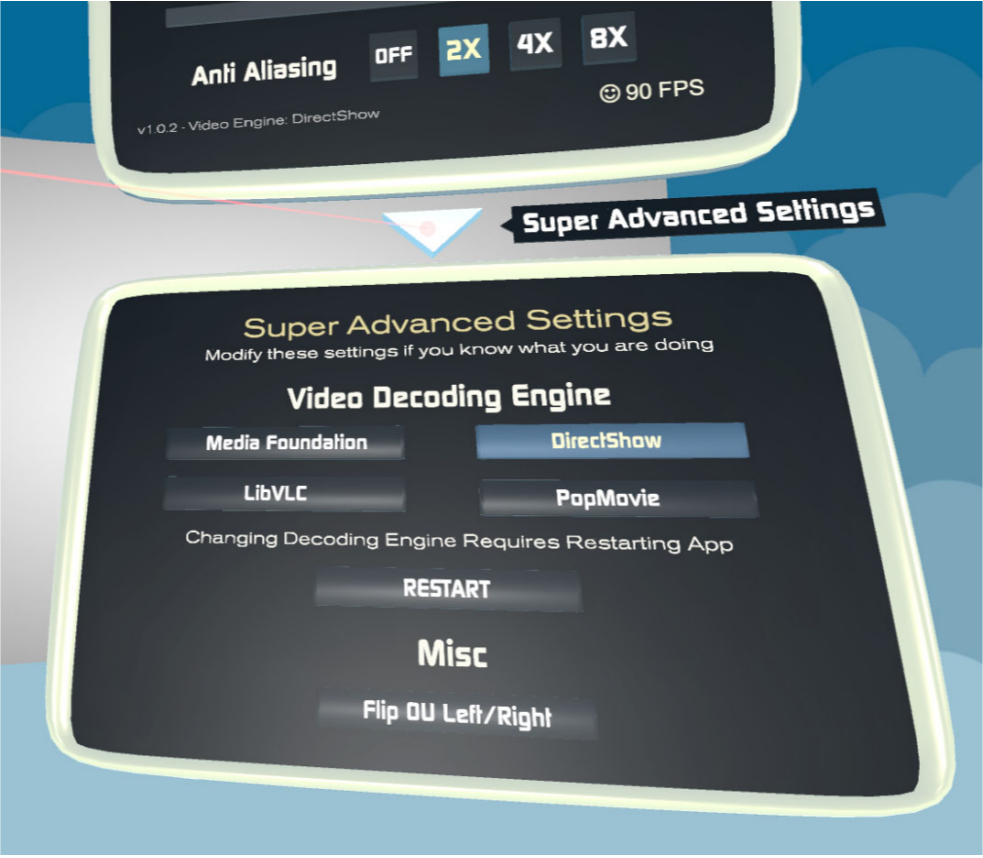 Anti Aliasing OFF 2X 4X 8X
☺ 90 FPS
v1.0.2 - Video Engine: DirectShow
Super Advanced Settings
Super Advanced Settings
Modify these settings if you know what you are doing
Video Decoding Engine
Media Foundation DirectShow
LibVLC PopMovie
Changing Decoding Engine Requires Restarting App
RESTART
Misc
Flip OU Left/Right